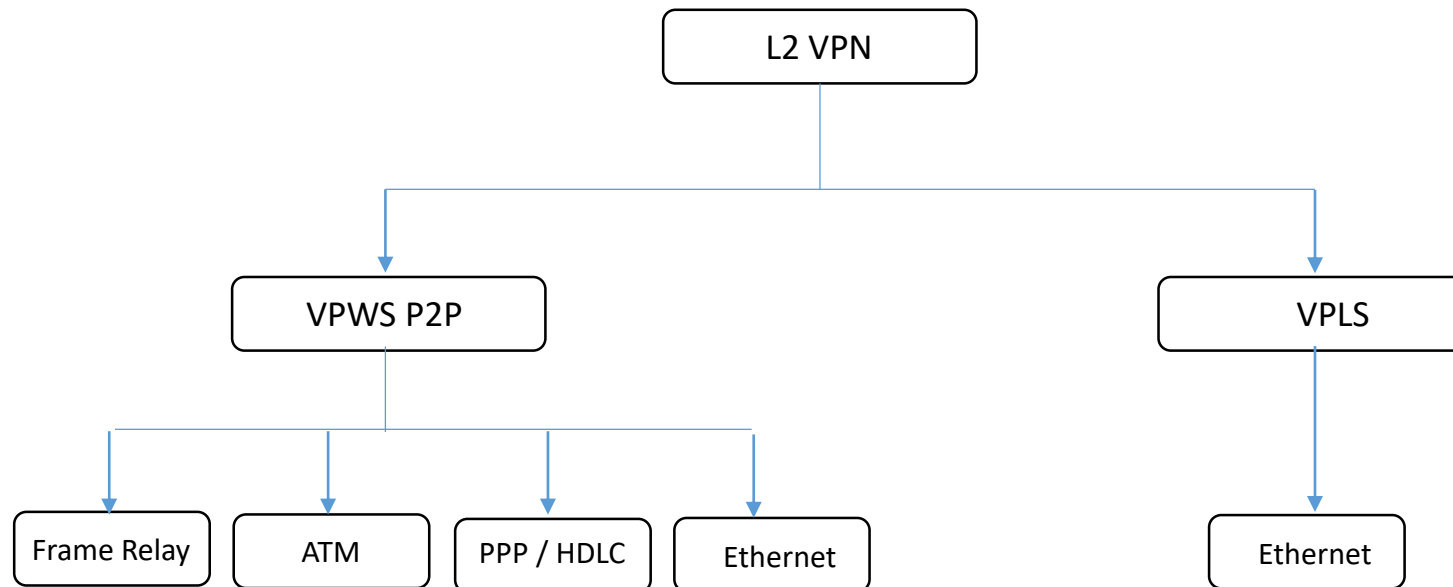 L2 VPN
VPWS P2P
VPLS
Frame Relay
ATM
PPP / HDLC
Ethernet
Ethernet